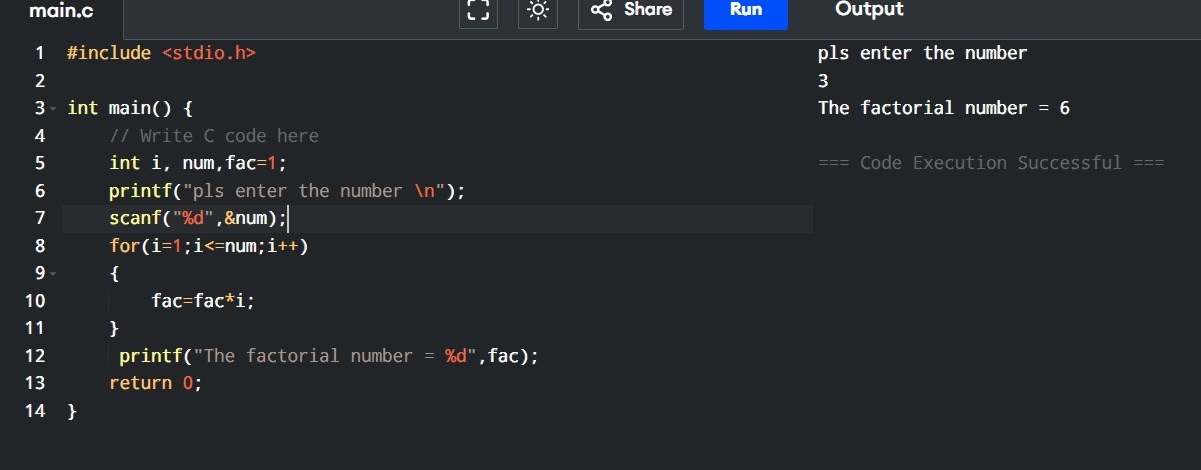 main.c Share Run Output
1 #include <stdio.h>
2
3 int main() {
4 // Write C code here
5 int i, num,fac=1;
6 printf("pls enter the number \n");
7 scanf("%d",&num);
8 for(i=1;i<=num;i++)
9 {
10 fac=fac*i;
11 }
12 printf("The factorial number = %d",fac);
13 return 0;
14 }
pls enter the number
3
The factorial number = 6
=== Code Execution Successful ===